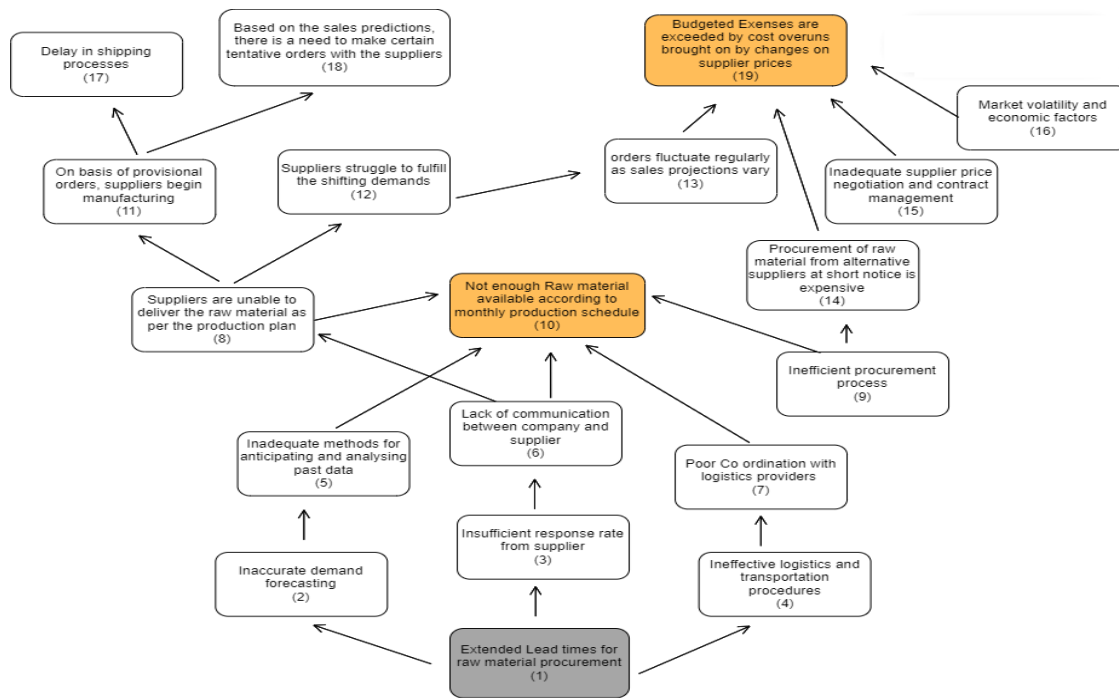 Delay in shipping
processes
(17)
Based on the sales predictions,
there is a need to make certain
tentative orders with the suppliers
(18)
Budgeted Exenses are
exceeded by cost overuns
brought on by changes on
supplier prices
(19)
Market volatility and
economic factors
(16)
On basis of provisional
orders, suppliers begin
manufacturing
(11)
Suppliers struggle to fulfill
the shifting demands
(12)
orders fluctuate regularly
as sales projections vary
(13)
Inadequate supplier price
negotiation and contract
management
(15)
Procurement of raw
material from alternative
suppliers at short notice is
expensive
(14)
Suppliers are unable to
deliver the raw material as
per the production plan
(8)
Not enough Raw material
available according to
monthly production schedule
(10)
Inefficient procurement
process
(9)
Inadequate methods for
anticipating and analysing
past data
(5)
Lack of communication
between company and
supplier
(6)
Poor Co ordination with
logistics providers
(7)
Inaccurate demand
forecasting
(2)
Insufficient response rate
from supplier
(3)
Ineffective logistics and
transportation
procedures
(4)
Extended Lead times for
raw material procurement
(1)